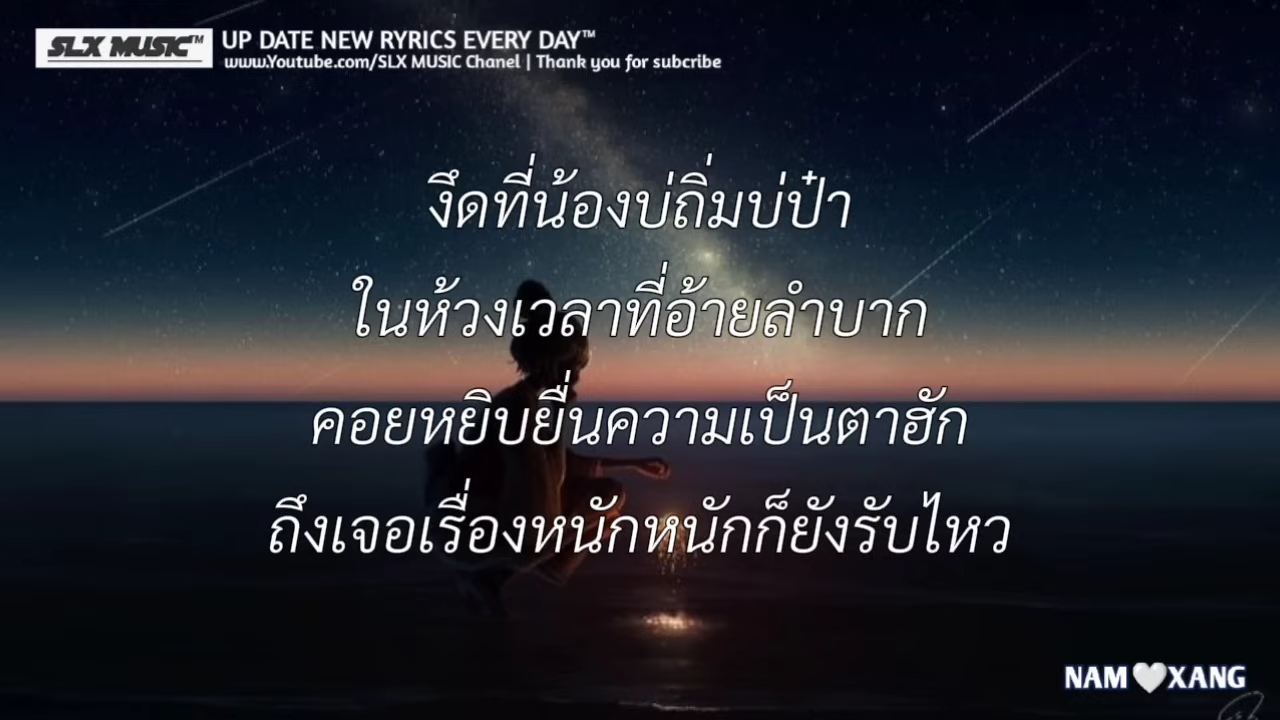 SLX MUSIC™
UP DATE NEW RYRICS EVERY DAY™
www.Youtube.com/SLX MUSIC Chanel | Thank you for subcribe
งึดที่น้องบ่ถิ่มบ่ป๋า
ในห้วงเวลาที่อ้ายลำบาก
คอยหยิบยื่นความเป็นตาฮัก
ถึงเจอเรื่องหนักหนักก็ยังรับไหว
NAM🤍XANG